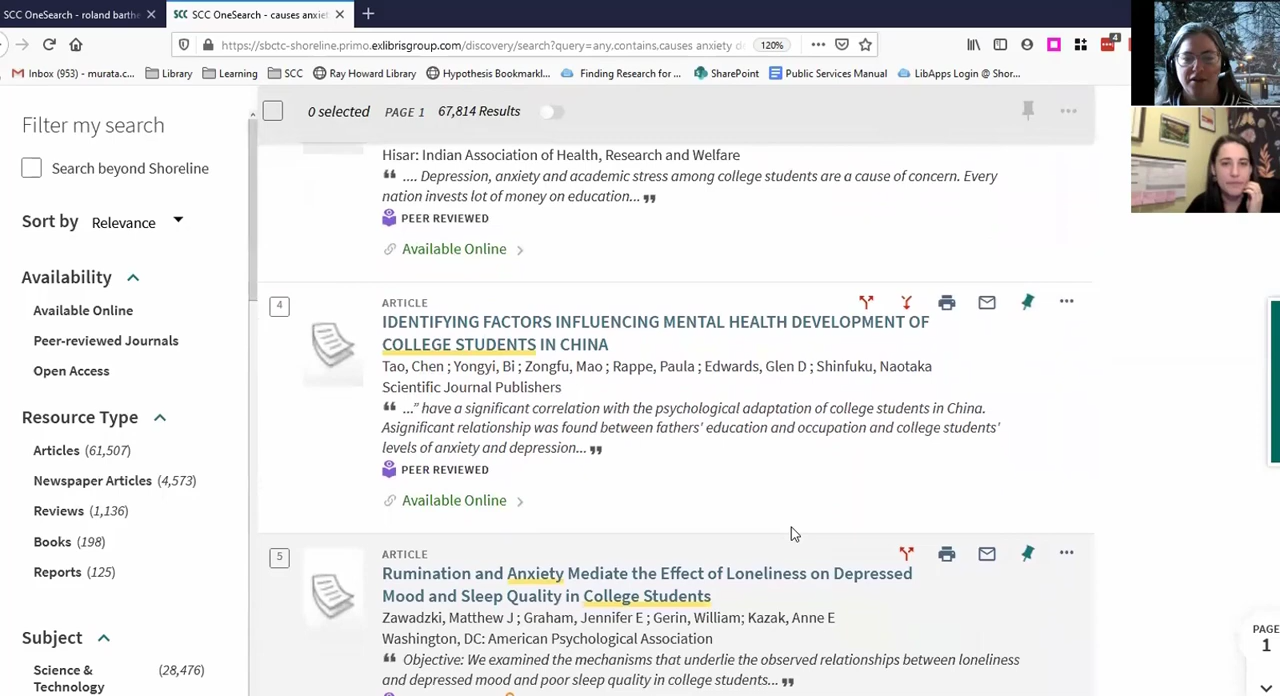 SCC OneSearch - roland barthe
SCC SCC OneSearch - causes anxiet
https://sbctc-shoreline.primo.exlibrisgroup.com/discovery/search?query=any,contains,causes anxiety d
120%
4
Inbox (953) - murata.c...
Library
Learning
SCC
Ray Howard Library
Hypothesis Bookmarkl...
Finding Research for ...
SharePoint
Public Services Manual
LibApps Login @ Shor...
Filter my search
Search beyond Shoreline
Sort by Relevance
Availability
Available Online
Peer-reviewed Journals
Open Access
Resource Type
Articles (61,507)
Newspaper Articles (4,573)
Reviews (1,136)
Books (198)
Reports (125)
Subject
Science &
Technology
(28,476)
0 selected PAGE 1 67,814 Results
Hisar: Indian Association of Health, Research and Welfare
❝ .... Depression, anxiety and academic stress among college students are a cause of concern. Every
nation invests lot of money on education... ❞
PEER REVIEWED
Available Online
4
ARTICLE
IDENTIFYING FACTORS INFLUENCING MENTAL HEALTH DEVELOPMENT OF
COLLEGE STUDENTS IN CHINA
Tao, Chen ; Yongyi, Bi ; Zongfu, Mao ; Rappe, Paula ; Edwards, Glen D ; Shinfuku, Naotaka
Scientific Journal Publishers
❝ ...” have a significant correlation with the psychological adaptation of college students in China.
Asignificant relationship was found between fathers' education and occupation and college students'
levels of anxiety and depression... ❞
PEER REVIEWED
Available Online
5
ARTICLE
Rumination and Anxiety Mediate the Effect of Loneliness on Depressed
Mood and Sleep Quality in College Students
Zawadzki, Matthew J ; Graham, Jennifer E ; Gerin, William; Kazak, Anne E
Washington, DC: American Psychological Association
❝ Objective: We examined the mechanisms that underlie the observed relationships between loneliness
and depressed mood and poor sleep quality in college students... ❞
PAGE
1